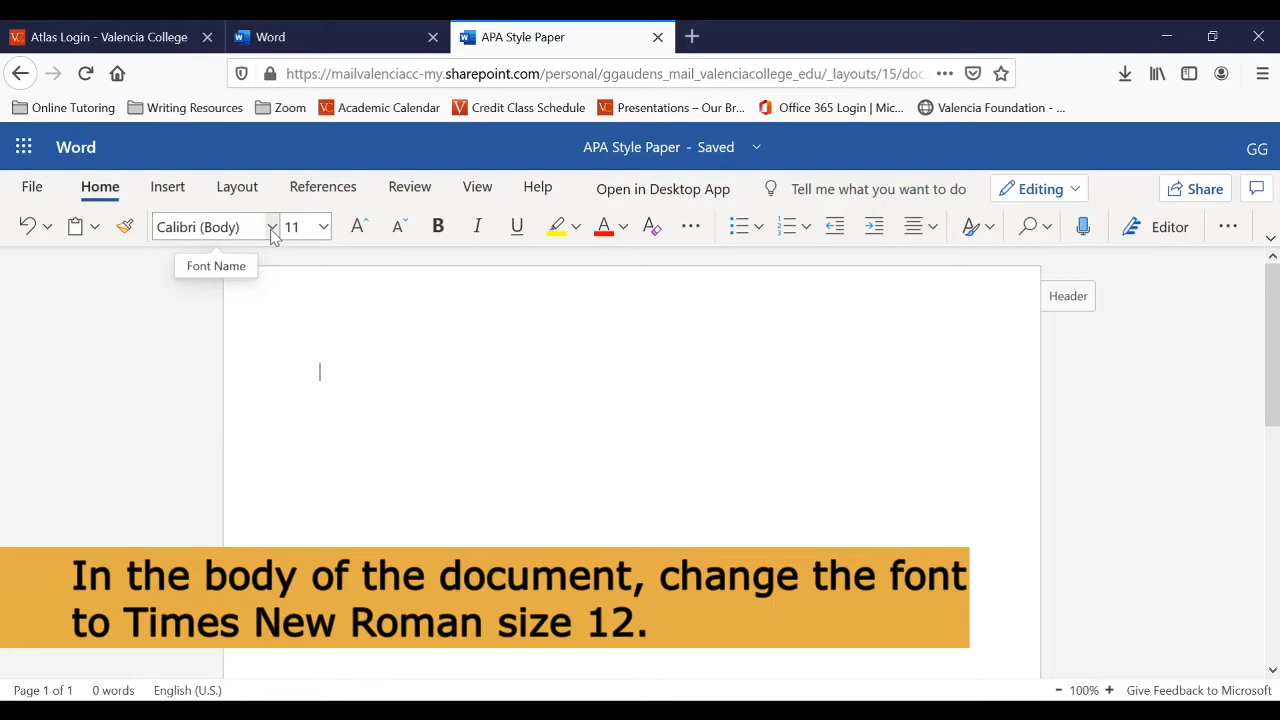 Atlas Login - Valencia College
Word
APA Style Paper
https://mailvalenciacc-my.sharepoint.com/personal/ggaudens_mail_valenciacollege_edu/_layouts/15/doc
Online Tutoring
Writing Resources
Zoom
Academic Calendar
Credit Class Schedule
Presentations – Our Br...
Office 365 Login | Mic...
Valencia Foundation - ...
Word
APA Style Paper - Saved
GG
File
Home
Insert
Layout
References
Review
View
Help
Open in Desktop App
Tell me what you want to do
Editing
Share
Calibri (Body)
11
B
I
U
A
Editor
Font Name
Header
In the body of the document, change the font
to Times New Roman size 12.
Page 1 of 1
0 words
English (U.S.)
- 100% +
Give Feedback to Microsoft